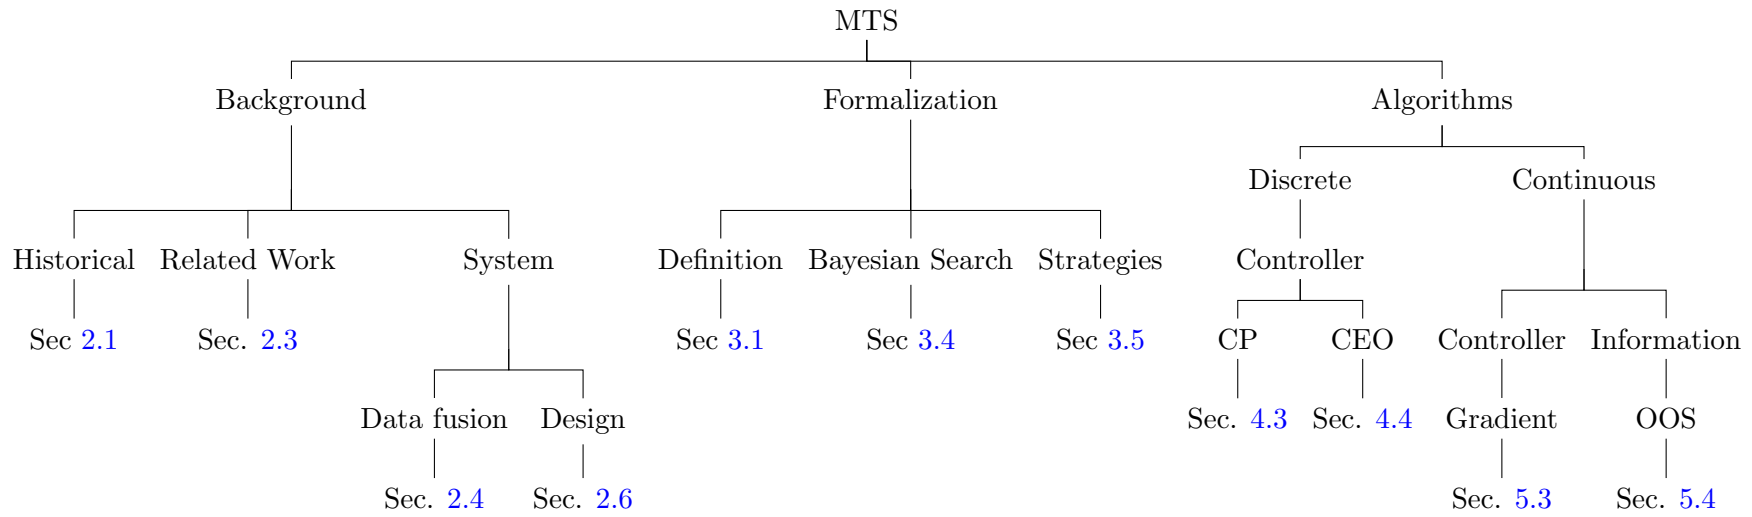 MTS
Background Formalization Algorithms
Discrete Continuous
Historical Related Work System Definition Bayesian Search Strategies Controller
Sec 2.1 Sec. 2.3 Sec 3.1 Sec 3.4 Sec 3.5 CP CEO Controller Information
Data fusion Design Sec. 4.3 Sec. 4.4 Gradient OOS
Sec. 2.4 Sec. 2.6 Sec. 5.3 Sec. 5.4